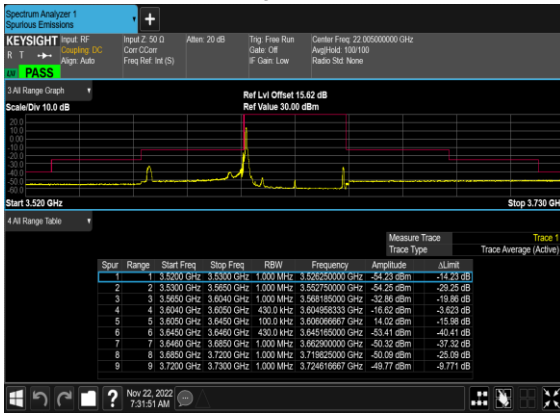 Spectrum Analyzer 1
Spurious Emissions
+
KEYSIGHT Input: RF Input Z: 50 Ω Atten: 20 dB Trig: Free Run Center Freq: 22.005000000 GHz
R T Coupling: DC Corr CCorr Gate: Off Avg|Hold: 100/100
Align: Auto Freq Ref: Int (S) IF Gain: Low Radio Std: None
PASS
3 All Range Graph Ref Lvl Offset 15.62 dB
Scale/Div 10.0 dB Ref Value 30.00 dBm
20.0
0.00
-10.0
-20.0
-30.0
-40.0
-50.0
Start 3.520 GHz Stop 3.730 GH
4 All Range Table
Measure Trace Trace 1
Trace Type Trace Average (Active)
Spur Range Start Freq Stop Freq RBW Frequency Amplitude ΔLimit
1 1 3.5200 GHz 3.5300 GHz 1.000 MHz 3.526250000 GHz -54.23 dBm -14.23 dB
2 2 3.5300 GHz 3.5650 GHz 1.000 MHz 3.552750000 GHz -54.25 dBm -29.25 dB
3 3 3.5650 GHz 3.6040 GHz 1.000 MHz 3.568185000 GHz -32.86 dBm -19.86 dB
4 4 3.6040 GHz 3.6050 GHz 430.0 kHz 3.604958333 GHz -16.62 dBm -3.623 dB
5 5 3.6050 GHz 3.6450 GHz 100.0 kHz 3.606066667 GHz 14.02 dBm -15.98 dB
6 6 3.6450 GHz 3.6460 GHz 430.0 kHz 3.645165000 GHz -53.41 dBm -40.41 dB
7 7 3.6460 GHz 3.6850 GHz 1.000 MHz 3.662900000 GHz -50.32 dBm -37.32 dB
8 8 3.6850 GHz 3.7200 GHz 1.000 MHz 3.719825000 GHz -50.09 dBm -25.09 dB
9 9 3.7200 GHz 3.7300 GHz 1.000 MHz 3.724616667 GHz -49.77 dBm -9.771 dB
? Nov 22, 2022
7:31:51 AM